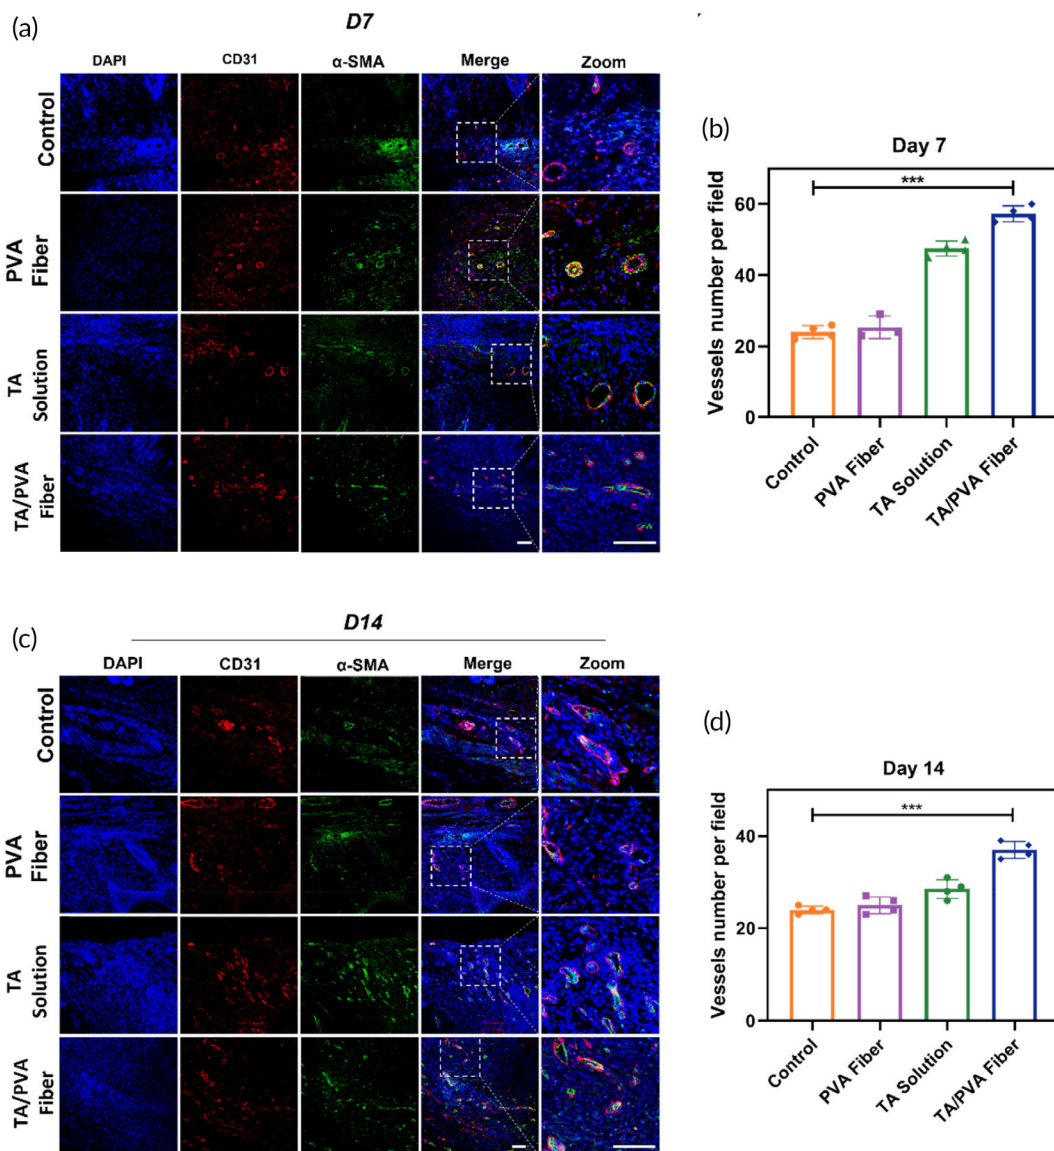 (a)
D7
DAPI CD31 α-SMA Merge Zoom
Control
PVA
Fiber
TA
Solution
TA/PVA
Fiber
(b)
Day 7
***
Vessels number per field
60
40
20
0
Control
PVA Fiber
TA Solution
TA/PVA Fiber
(c)
D14
DAPI CD31 α-SMA Merge Zoom
Control
PVA
Fiber
TA
Solution
TA/PVA
Fiber
(d)
Day 14
***
Vessels number per field
40
20
0
Control
PVA Fiber
TA Solution
TA/PVA Fiber